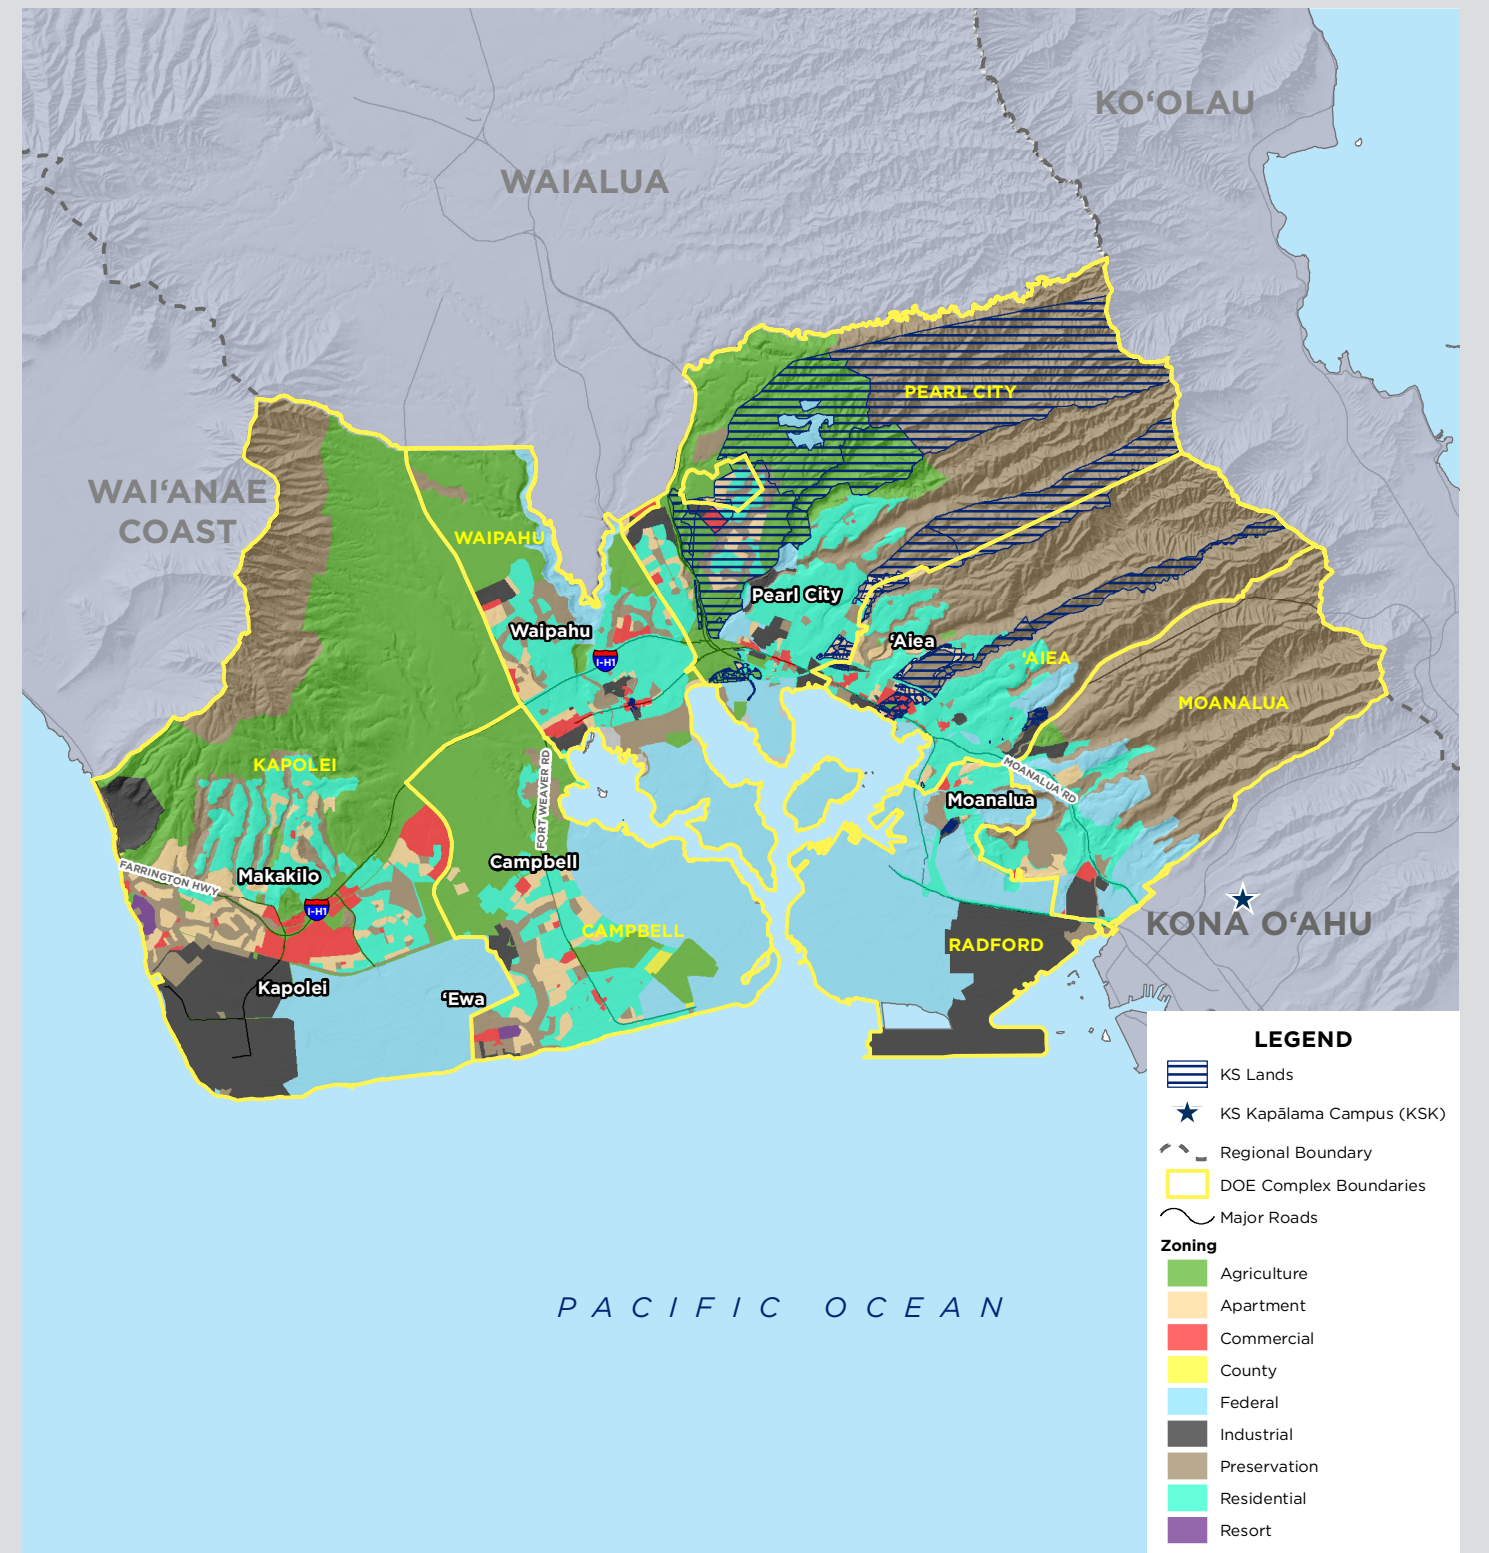 KO‘OLAU
WAIALUA
PEARL CITY
WAI‘ANAE
COAST
WAIPAHU
Pearl City
Waipahu
‘Aiea
I-H1
‘AIEA
MOANALUA
KAPOLEI
FORT WEAVER RD
MOANALUA RD
Moanalua
Campbell
FARRINGTON HWY
Makakilo
I-H1
KONA O‘AHU
CAMPBELL
RADFORD
Kapolei
‘Ewa
PACIFIC OCEAN
LEGEND
KS Lands
KS Kapālama Campus (KSK)
Regional Boundary
DOE Complex Boundaries
Major Roads
Zoning
Agriculture
Apartment
Commercial
County
Federal
Industrial
Preservation
Residential
Resort